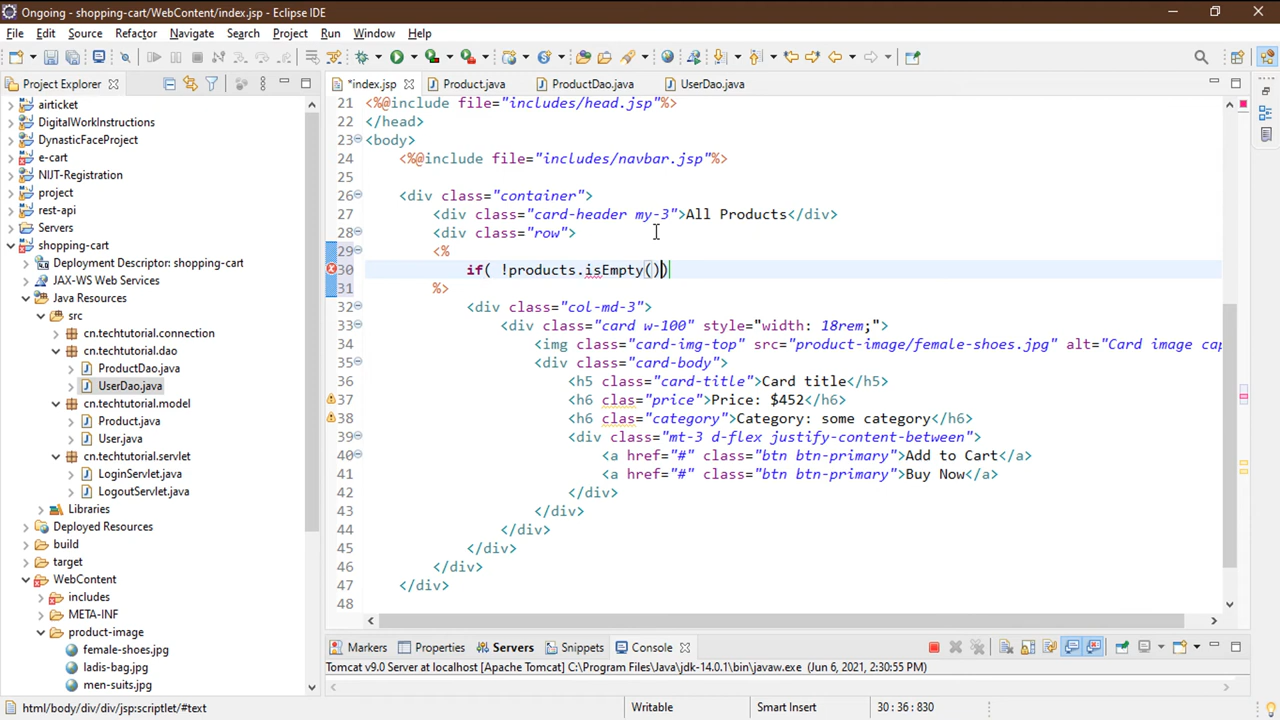 Ongoing - shopping-cart/WebContent/index.jsp - Eclipse IDE
File Edit Source Refactor Navigate Search Project Run Window Help
Project Explorer
*index.jsp Product.java ProductDao.java UserDao.java
airticket
DigitalWorkInstructions
DynasticFaceProject
e-cart
NIJT-Registration
project
rest-api
Servers
shopping-cart
Deployment Descriptor: shopping-cart
JAX-WS Web Services
Java Resources
src
cn.techtutorial.connection
cn.techtutorial.dao
ProductDao.java
UserDao.java
cn.techtutorial.model
Product.java
User.java
cn.techtutorial.servlet
LoginServlet.java
LogoutServlet.java
Libraries
Deployed Resources
build
target
WebContent
includes
META-INF
product-image
female-shoes.jpg
ladis-bag.jpg
men-suits.jpg
21 <%@include file="includes/head.jsp"%>
22 </head>
23 <body>
24 <%@include file="includes/navbar.jsp"%>
25
26 <div class="container">
27 <div class="card-header my-3">All Products</div>
28 <div class="row">
29 <%
30 if( !products.isEmpty())
31 %>
32 <div class="col-md-3">
33 <div class="card w-100" style="width: 18rem;">
34 <img class="card-img-top" src="product-image/female-shoes.jpg" alt="Card image cap
35 <div class="card-body">
36 <h5 class="card-title">Card title</h5>
37 <h6 clas="price">Price: $452</h6>
38 <h6 clas="category">Category: some category</h6>
39 <div class="mt-3 d-flex justify-content-between">
40 <a href="#" class="btn btn-primary">Add to Cart</a>
41 <a href="#" class="btn btn-primary">Buy Now</a>
42 </div>
43 </div>
44 </div>
45 </div>
46 </div>
47 </div>
48
Markers Properties Servers Snippets Console
Tomcat v9.0 Server at localhost [Apache Tomcat] C:\Program Files\Java\jdk-14.0.1\bin\javaw.exe (Jun 6, 2021, 2:30:55 PM)
html/body/div/div/jsp:scriptlet/#text Writable Smart Insert 30 : 36 : 830